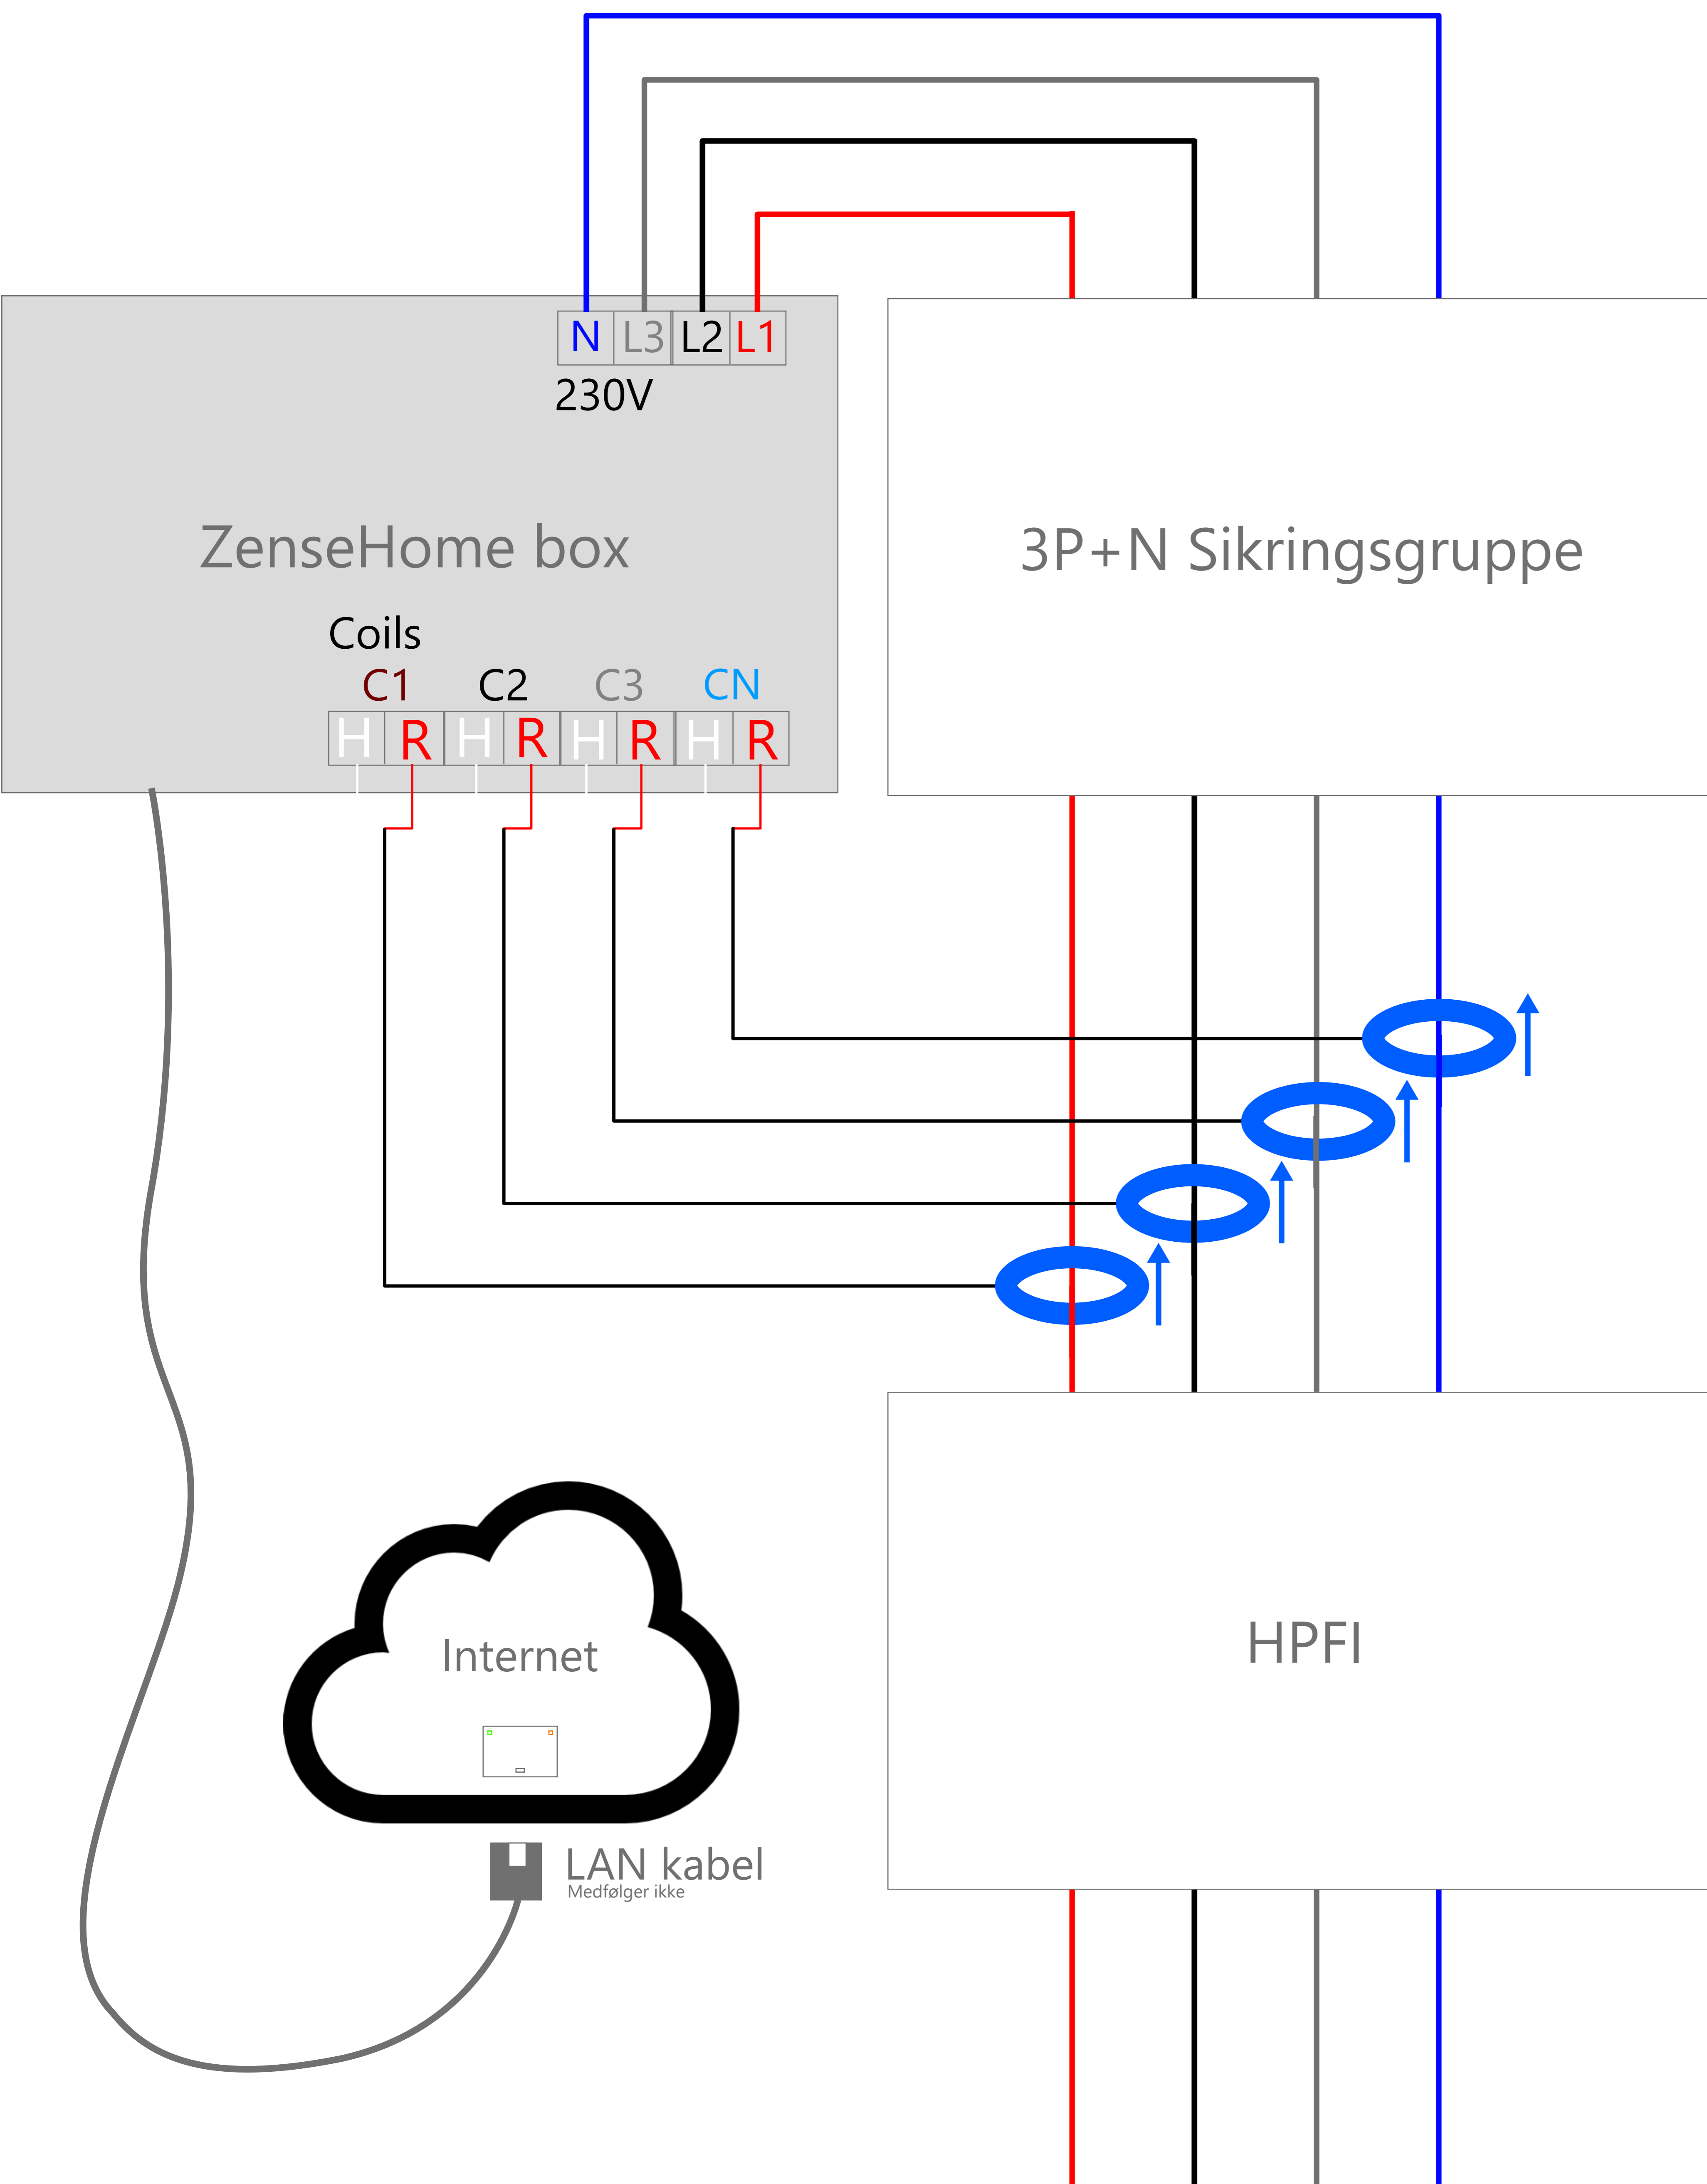 N L3 L2 L1
230V
ZenseHome box
3P+N Sikringsgruppe
Coils
C1 C2 C3 CN
H R H R H R H R
Internet
HPFI
LAN kabel
Medfølger ikke